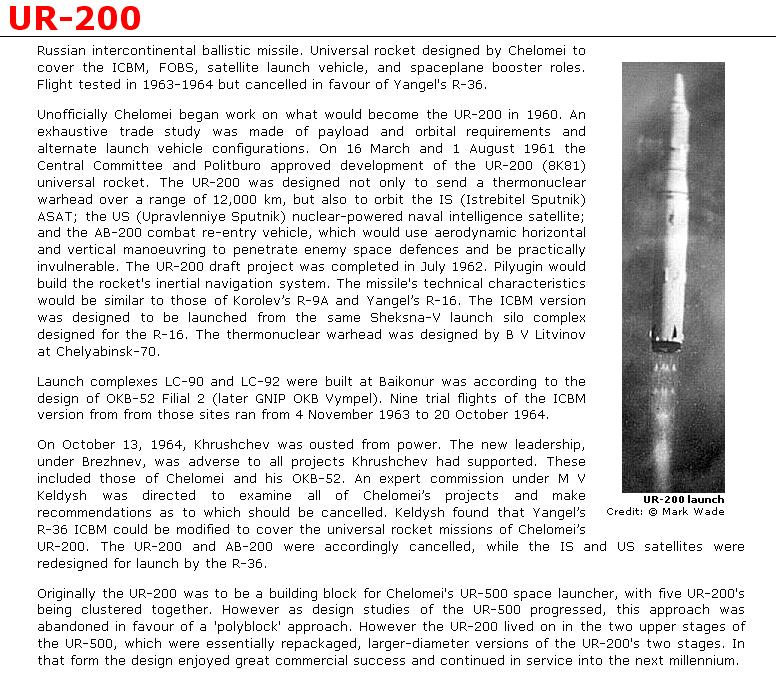 UR-200
Russian intercontinental ballistic missile. Universal rocket designed by Chelomei to
cover the ICBM, FOBS, satellite launch vehicle, and spaceplane booster roles.
Flight tested in 1963-1964 but cancelled in favour of Yangel's R-36.
Unofficially Chelomei began work on what would become the UR-200 in 1960. An
exhaustive trade study was made of payload and orbital requirements and
alternate launch vehicle configurations. On 16 March and 1 August 1961 the
Central Committee and Politburo approved development of the UR-200 (8K81)
universal rocket. The UR-200 was designed not only to send a thermonuclear
warhead over a range of 12,000 km, but also to orbit the IS (Istrebitel Sputnik)
ASAT; the US (Upravlenniye Sputnik) nuclear-powered naval intelligence satellite;
and the AB-200 combat re-entry vehicle, which would use aerodynamic horizontal
and vertical manoeuvring to penetrate enemy space defences and be practically
invulnerable. The UR-200 draft project was completed in July 1962. Pilyugin would
build the rocket's inertial navigation system. The missile's technical characteristics
would be similar to those of Korolev's R-9A and Yangel's R-16. The ICBM version
was designed to be launched from the same Sheksna-V launch silo complex
designed for the R-16. The thermonuclear warhead was designed by B V Litvinov
at Chelyabinsk-70.
Launch complexes LC-90 and LC-92 were built at Baikonur was according to the
design of OKB-52 Filial 2 (later GNIP OKB Vympel). Nine trial flights of the ICBM
version from from those sites ran from 4 November 1963 to 20 October 1964.
On October 13, 1964, Khrushchev was ousted from power. The new leadership,
under Brezhnev, was adverse to all projects Khrushchev had supported. These
included those of Chelomei and his OKB-52. An expert commission under M V
Keldysh was directed to examine all of Chelomei's projects and make
recommendations as to which should be cancelled. Keldysh found that Yangel's
R-36 ICBM could be modified to cover the universal rocket missions of Chelomei's
UR-200. The UR-200 and AB-200 were accordingly cancelled, while the IS and US satellites were
redesigned for launch by the R-36.
Originally the UR-200 was to be a building block for Chelomei's UR-500 space launcher, with five UR-200's
being clustered together. However as design studies of the UR-500 progressed, this approach was
abandoned in favour of a 'polyblock' approach. However the UR-200 lived on in the two upper stages of
the UR-500, which were essentially repackaged, larger-diameter versions of the UR-200's two stages. In
that form the design enjoyed great commercial success and continued in service into the next millennium.
UR-200 launch
Credit: © Mark Wade